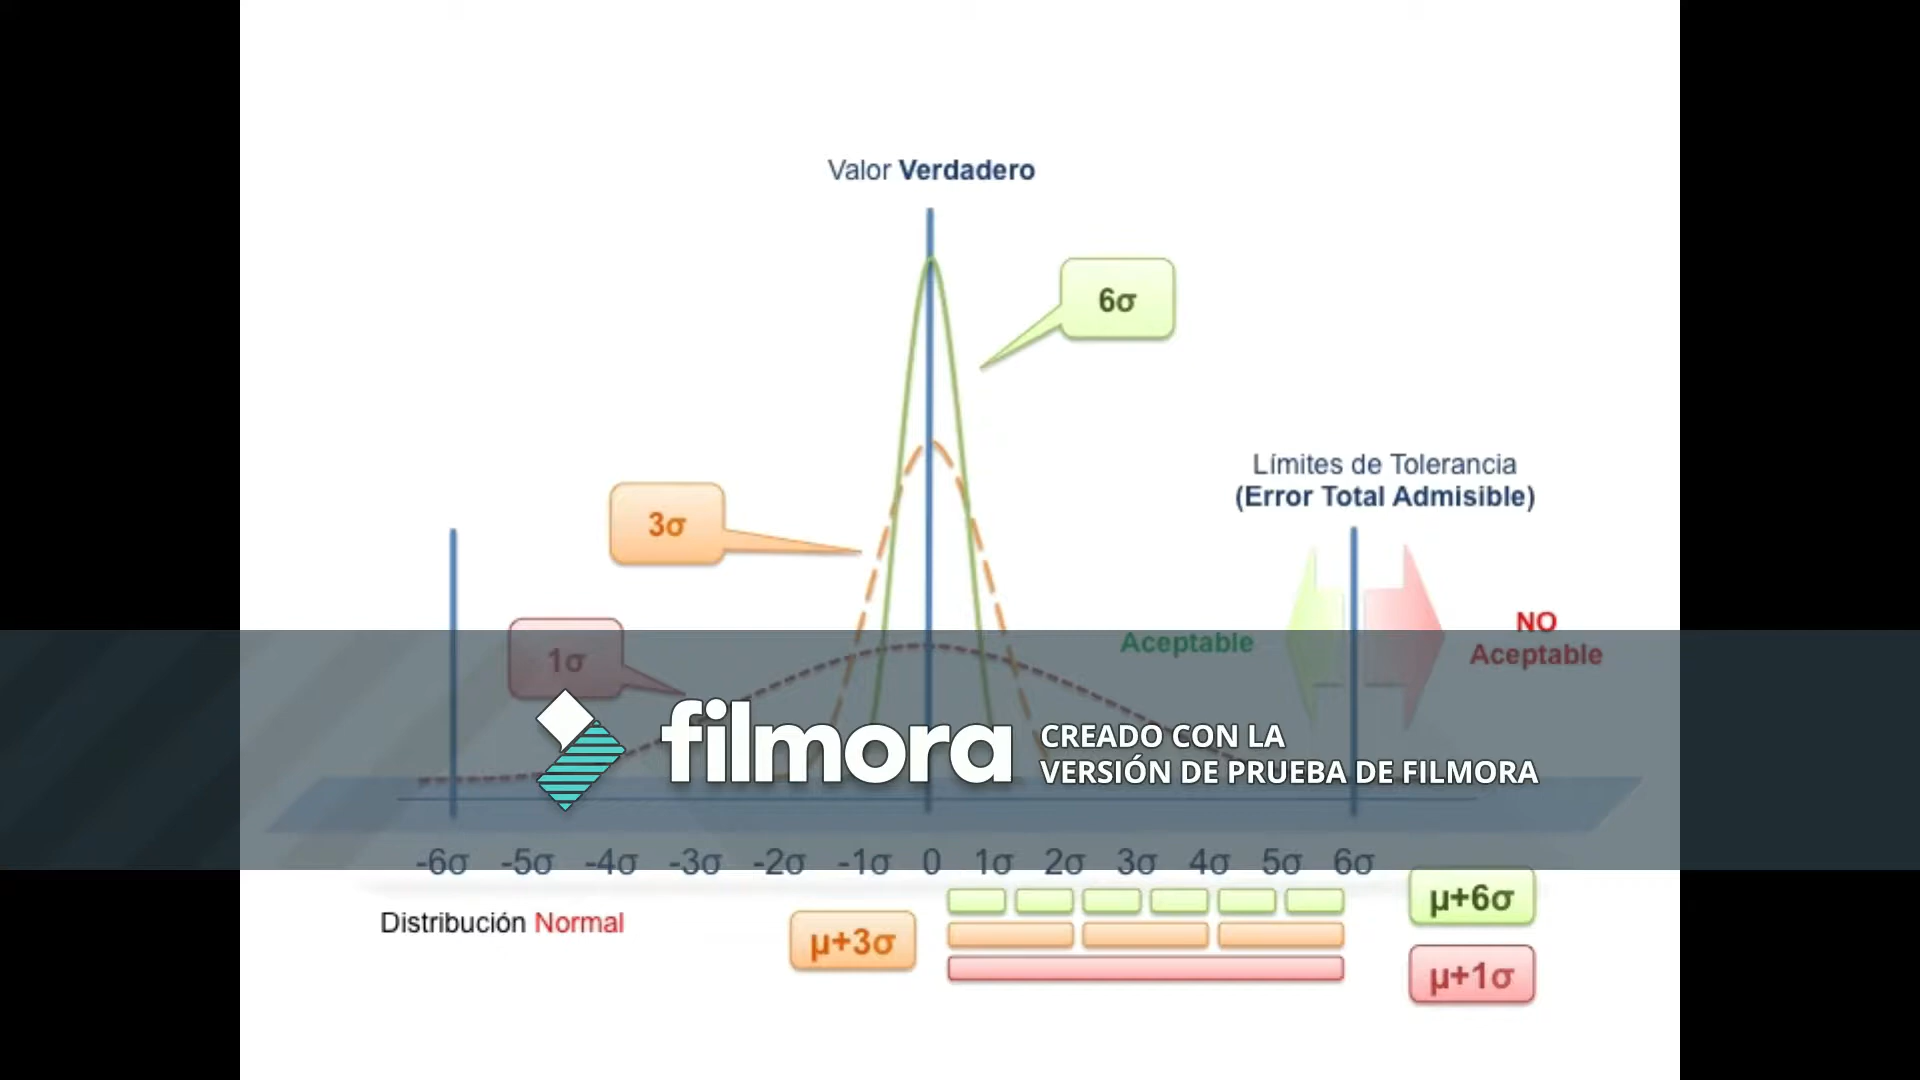 Valor Verdadero
6σ
Límites de Tolerancia
(Error Total Admisible)
3σ
NO
Aceptable
Aceptable
1σ
filmora
CREADO CON LA
VERSIÓN DE PRUEBA DE FILMORA
-6σ -5σ -4σ -3σ -2σ -1σ 0 1σ 2σ 3σ 4σ 5σ 6σ
μ+6σ
Distribución Normal
μ+3σ
μ+1σ